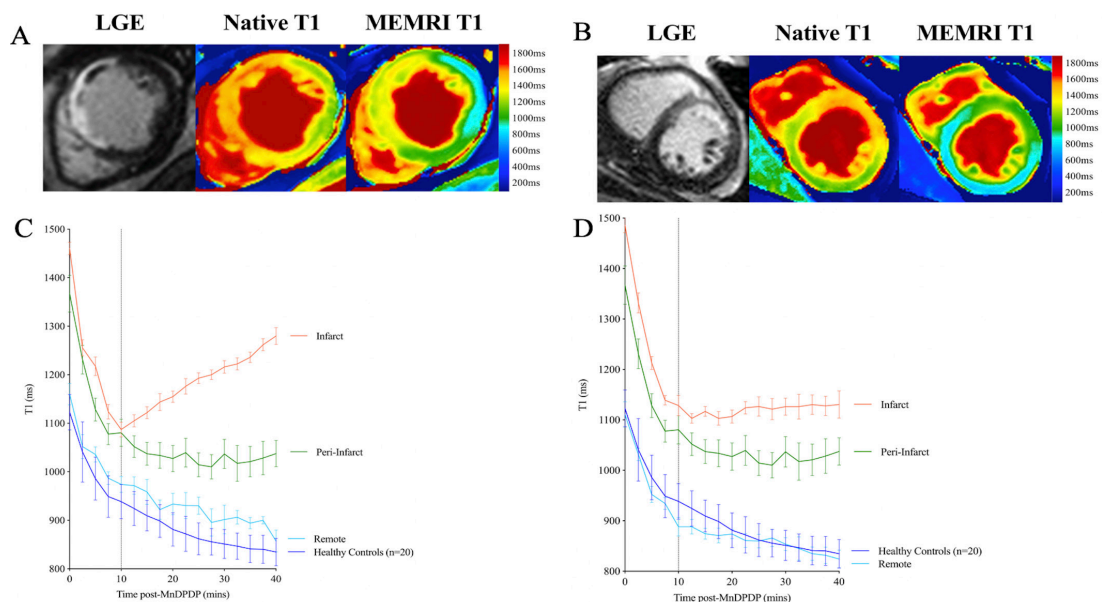 A
LGE
Native T1
MEMRI T1
1800ms
1600ms
1400ms
1200ms
1000ms
800ms
600ms
400ms
200ms
B
LGE
Native T1
MEMRI T1
1800ms
1600ms
1400ms
1200ms
1000ms
800ms
600ms
400ms
200ms
C
1500
1400
1300
1200
1100
1000
900
800
T1 (ms)
0
10
20
30
40
Time post-MnDPDP (mins)
Infarct
Peri-Infarct
Remote
Healthy Controls (n=20)
D
1500
1400
1300
1200
1100
1000
900
800
T1 (ms)
0
10
20
30
40
Time post-MnDPDP (mins)
Infarct
Peri-Infarct
Healthy Controls (n=20)
Remote